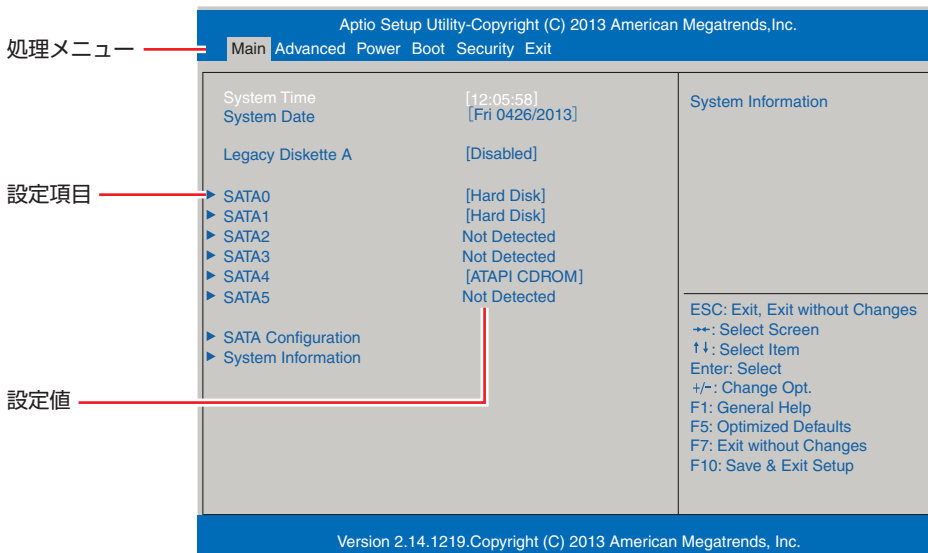 Aptio Setup Utility-Copyright (C) 2013 American Megatrends,Inc.
処理メニュー
Main Advanced Power Boot Security Exit
System Time [12:05:58]
System Date [Fri 0426/2013]
Legacy Diskette A [Disabled]
設定項目
SATA0 [Hard Disk]
SATA1 [Hard Disk]
SATA2 Not Detected
SATA3 Not Detected
SATA4 [ATAPI CDROM]
SATA5 Not Detected
SATA Configuration
System Information
設定値
System Information
ESC: Exit, Exit without Changes
→←: Select Screen
↑↓: Select Item
Enter: Select
+/-: Change Opt.
F1: General Help
F5: Optimized Defaults
F7: Exit without Changes
F10: Save & Exit Setup
Version 2.14.1219.Copyright (C) 2013 American Megatrends, Inc.